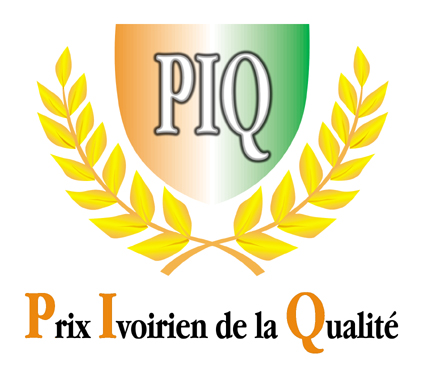 PIQ
Prix Ivoirien de la Qualité